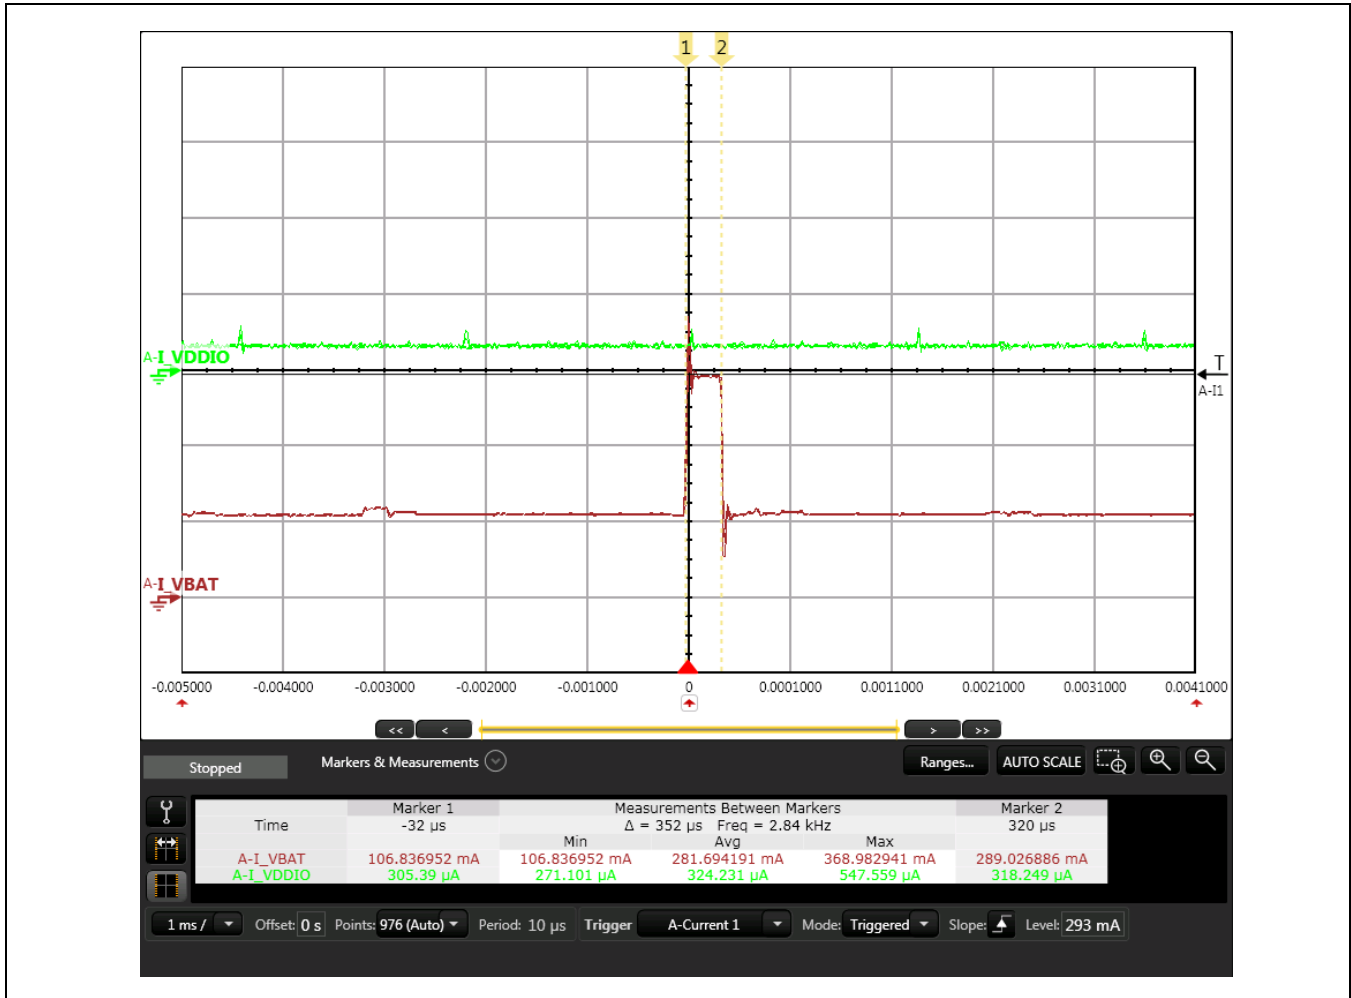 1 2
A-I_VDDIO
T
A-I1
A-I_VBAT
-0.005000 -0.004000 -0.003000 -0.002000 -0.001000 0 0.0001000 0.0011000 0.0021000 0.0031000 0.0041000
<< < > >>
Stopped Markers & Measurements Ranges... AUTO SCALE
Marker 1 Measurements Between Markers Marker 2
Time -32 µs Δ = 352 µs Freq = 2.84 kHz 320 µs
Min Avg Max
A-I_VBAT 106.836952 mA 106.836952 mA 281.694191 mA 368.982941 mA 289.026886 mA
A-I_VDDIO 305.39 µA 271.101 µA 324.231 µA 547.559 µA 318.249 µA
1 ms / Offset: 0 s Points: 976 (Auto) Period: 10 µs Trigger A-Current 1 Mode: Triggered Slope: Level: 293 mA